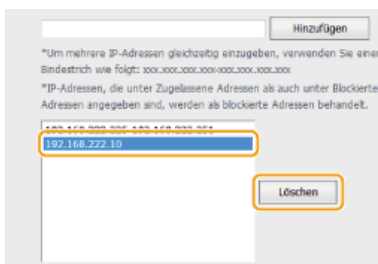 Hinzufügen
*Um mehrere IP-Adressen gleichzeitig einzugeben, verwenden Sie einen
Bindestrich wie folgt: xxx.xxx.xxx.xxx-xxx.xxx.xxx.xxx
*IP-Adressen, die unter Zugelassene Adressen als auch unter Blockierte
Adressen angegeben sind, werden als blockierte Adressen behandelt.
192.168.222.10
Löschen